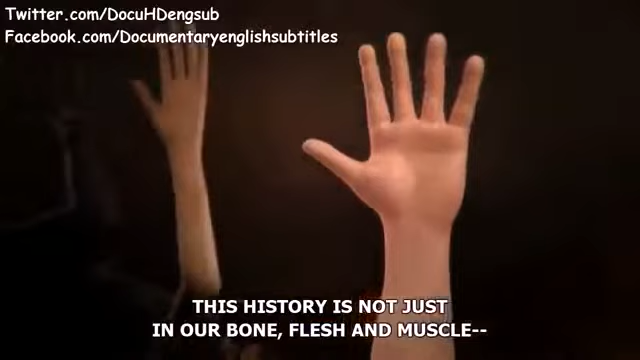 Twitter.com/DocuHDengsub
Facebook.com/Documentaryenglishsubtitles
THIS HISTORY IS NOT JUST
IN OUR BONE, FLESH AND MUSCLE--